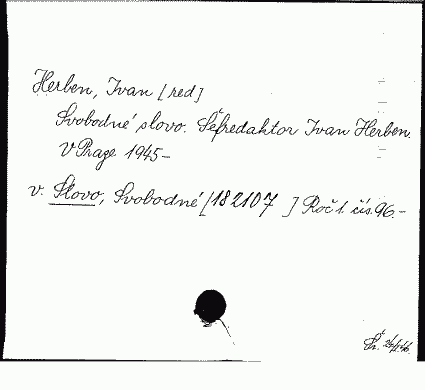 Herben, Ivan [red]
Svobodné slovo. Šéfredaktor Ivan Herben.
V Praze 1945-
v: Slovo, Svobodné [182107 ] Roč 1. čís. 96.-